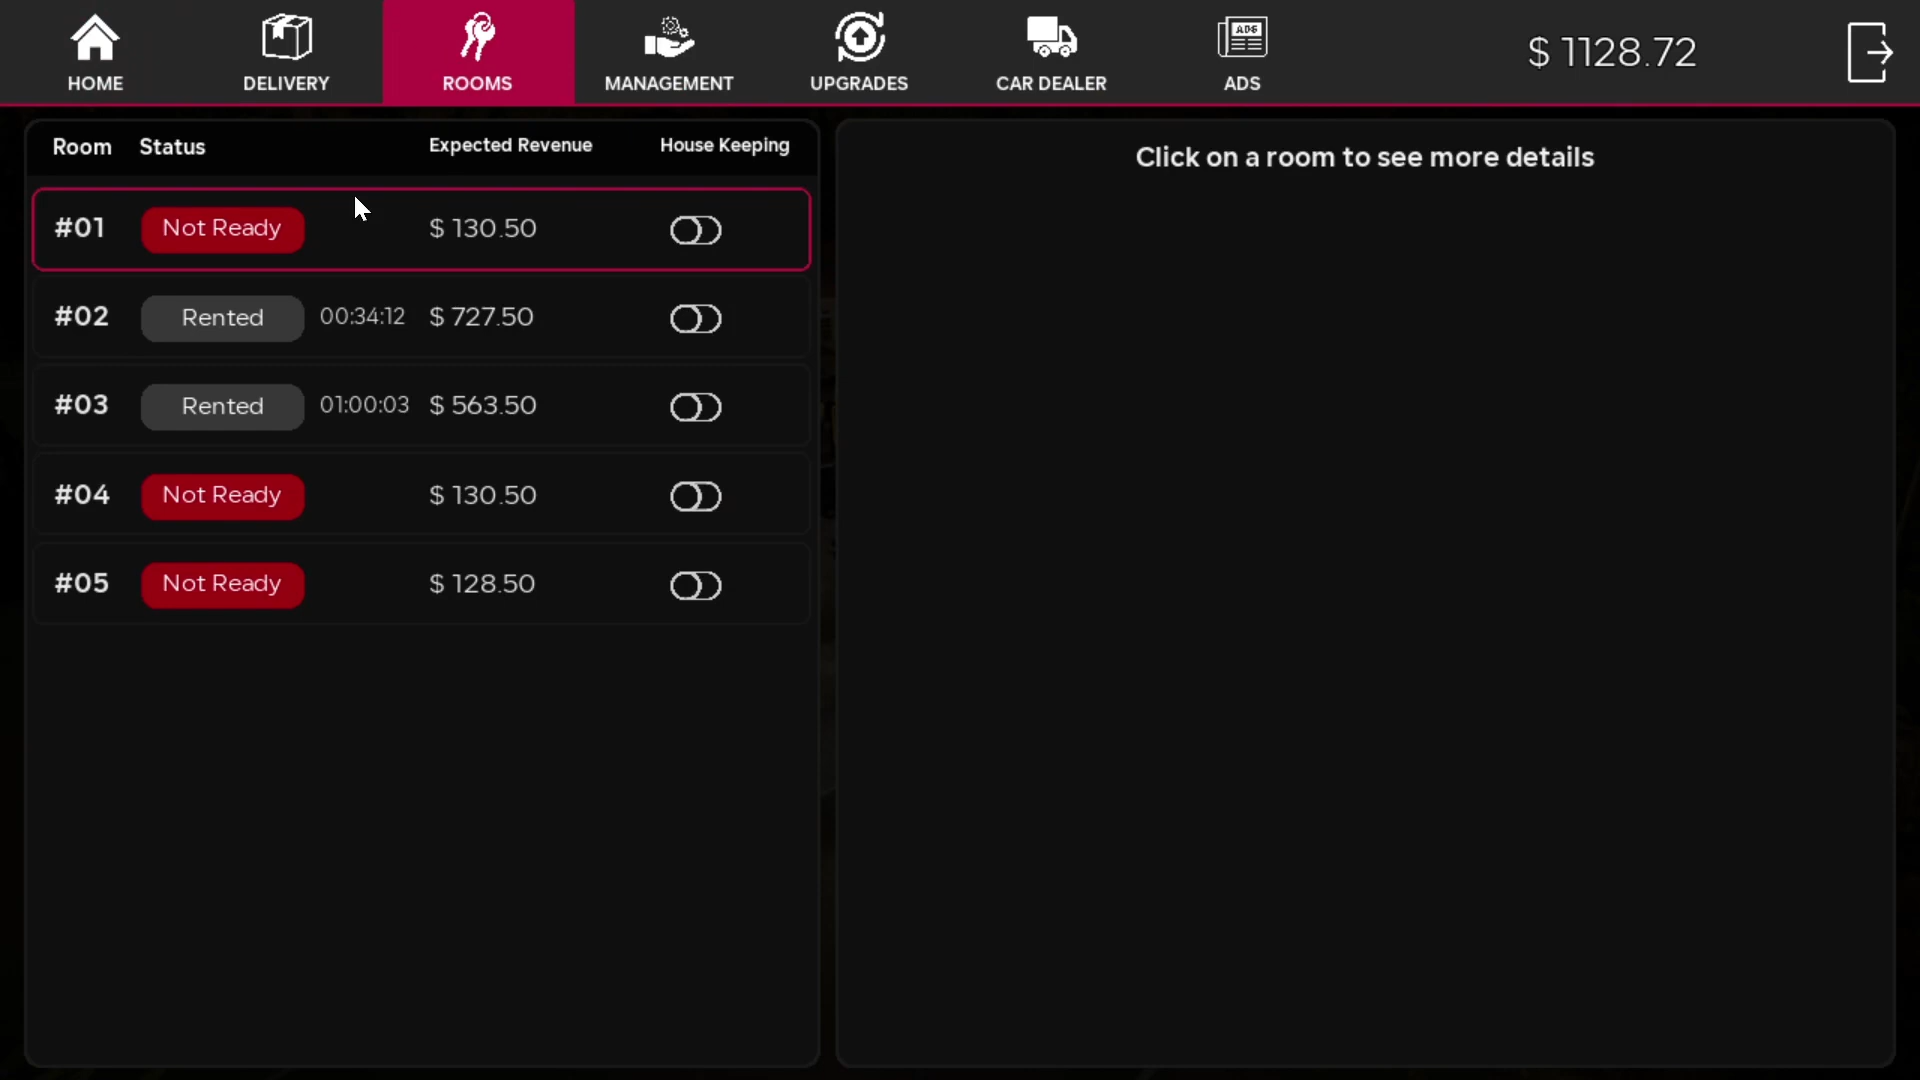 HOME
DELIVERY
ROOMS
MANAGEMENT
UPGRADES
ADS
CAR DEALER
ADS
$ 1128.72
Room Status Expected Revenue House Keeping
#01 Not Ready $ 130.50
#02 Rented 00:34:12 $ 727.50
#03 Rented 01:00:03 $ 563.50
#04 Not Ready $ 130.50
#05 Not Ready $ 128.50
Click on a room to see more details